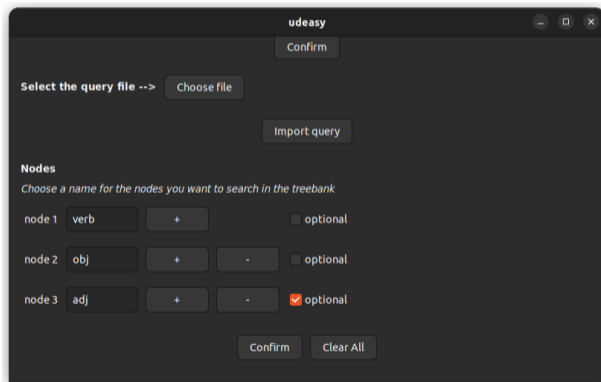 udeasy
Confirm
Select the query file --> Choose file
Import query
Nodes
Choose a name for the nodes you want to search in the treebank
node 1 verb + optional
node 2 obj + - optional
node 3 adj + - optional
Confirm Clear All